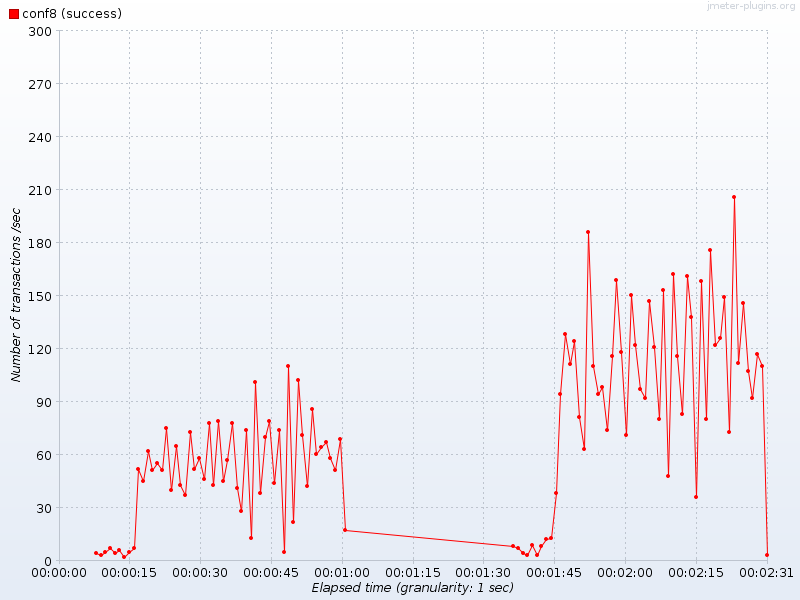 conf8 (success)
jmeter-plugins.org
300
270
240
210
180
150
120
90
60
30
0
Number of transactions /sec
00:00:00 00:00:15 00:00:30 00:00:45 00:01:00 00:01:15 00:01:30 00:01:45 00:02:00 00:02:15 00:02:31
Elapsed time (granularity: 1 sec)